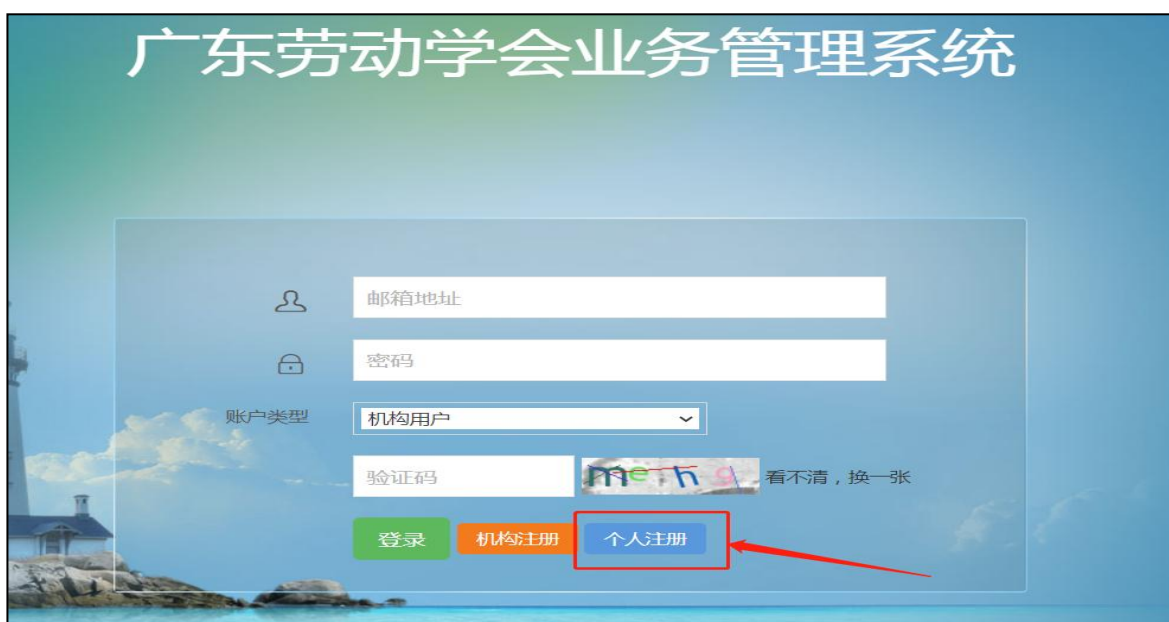 广东劳动学会业务管理系统
邮箱地址
密码
账户类型 机构用户
验证码 me h g 看不清，换一张
登录 机构注册 个人注册